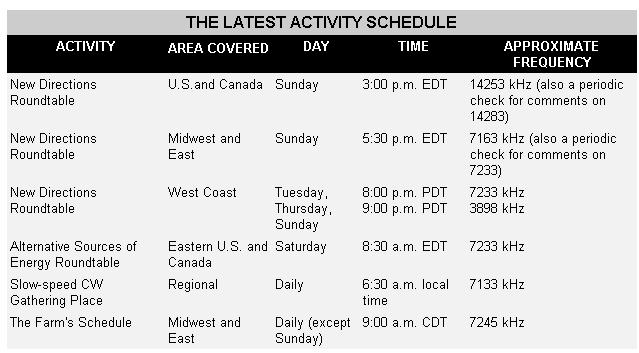 THE LATEST ACTIVITY SCHEDULE
ACTIVITY AREA COVERED DAY TIME APPROXIMATE
FREQUENCY
New Directions U.S.and Canada Sunday 3:00 p.m. EDT 14253 kHz (also a periodic
Roundtable check for comments on
14283)
New Directions Midwest and Sunday 5:30 p.m. EDT 7163 kHz (also a periodic
Roundtable East check for comments on
7233)
New Directions West Coast Tuesday, 8:00 p.m. PDT 7233 kHz
Roundtable Thursday, 9:00 p.m. PDT 3898 kHz
Sunday
Alternative Sources of Eastern U.S. and Saturday 8:30 a.m. EDT 7233 kHz
Energy Roundtable Canada
Slow-speed CW Regional Daily 6:30 a.m. local 7133 kHz
Gathering Place time
The Farm's Schedule Midwest and Daily (except 9:00 a.m. CDT 7245 kHz
East Sunday)